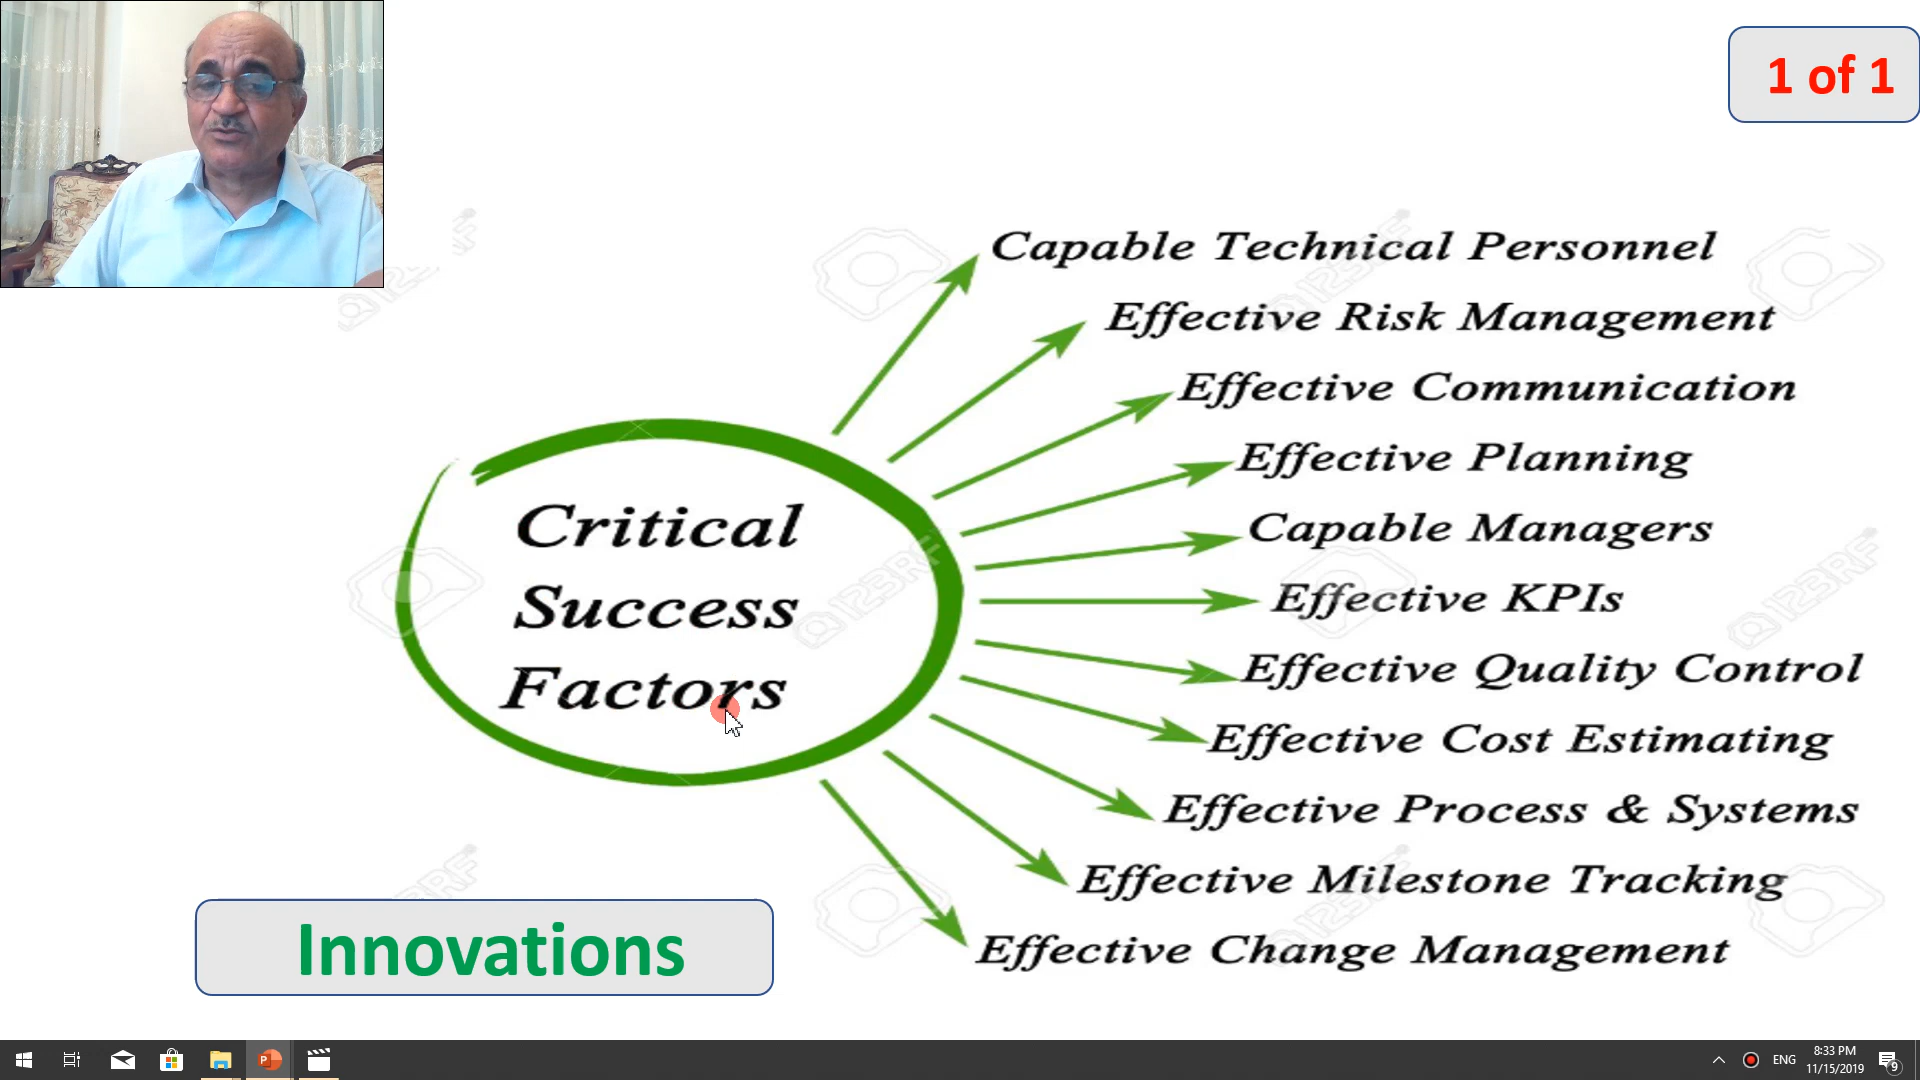 1 of 1
Capable Technical Personnel
Effective Risk Management
Effective Communication
Effective Planning
Capable Managers
Effective KPIs
Effective Quality Control
Effective Cost Estimating
Effective Process & Systems
Effective Milestone Tracking
Effective Change Management
Critical
Success
Factors
Innovations
123RF
ENG
8:33 PM
11/15/2019
9